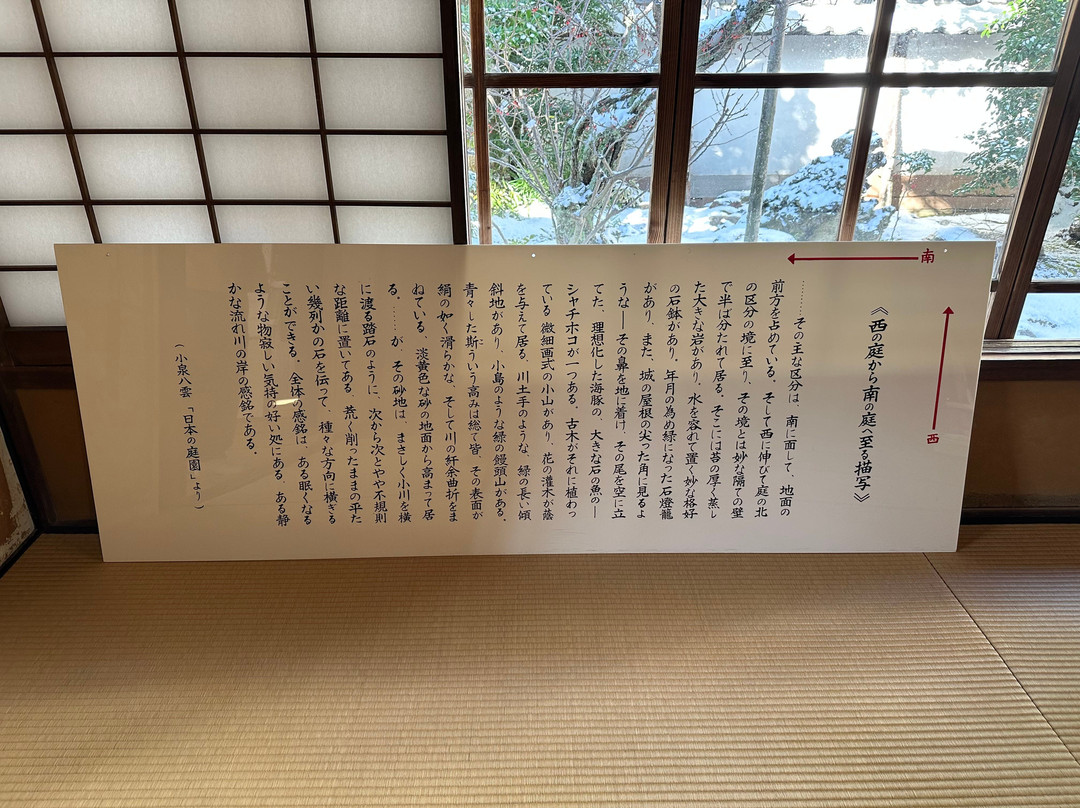 南
西
《西の庭から南の庭へ至る描写》
………その主な区分は、南に面して、地面の
前方を占めている。そして西に伸びて庭の北
の区分の境に至り、その境とは妙な隔ての壁
で半ば分たれて居る。そこには苔の厚く蒸し
た大きな岩があり、水を容れて置く妙な格好
の石鉢があり。年月の為め緑になった石燈籠
があり、また、城の屋根の尖った角に見るよ
うな——その鼻を地に着け、その尾を空に立
てた、理想化した海豚の、大きな石の魚の—
シャチホコが一つある。古木がそれに植わっ
ている微細画式の小山があり、花の灌木が蔭
を与えて居る、川土手のような、緑の長い傾
斜地があり、小島のような緑の饅頭山がある。
青々した斯ういう高みは総て皆、その表面が
絹の如く滑らかな、そして川の紆余曲折をま
ねている、淡黄色な砂の地面から高まって居
る。……が、その砂地は、まさしく小川を横
に渡る踏石のように、次から次とやや不規則
な距離に置いてある、荒く削ったままの平た
い幾列かの石を伝って、種々な方向に横ぎる
ことができる。全体の感銘は、ある眠くなる
ような物寂しい気持の好い処にある、ある静
かな流れ川の岸の感銘である。
（小泉八雲「日本の庭園」より）